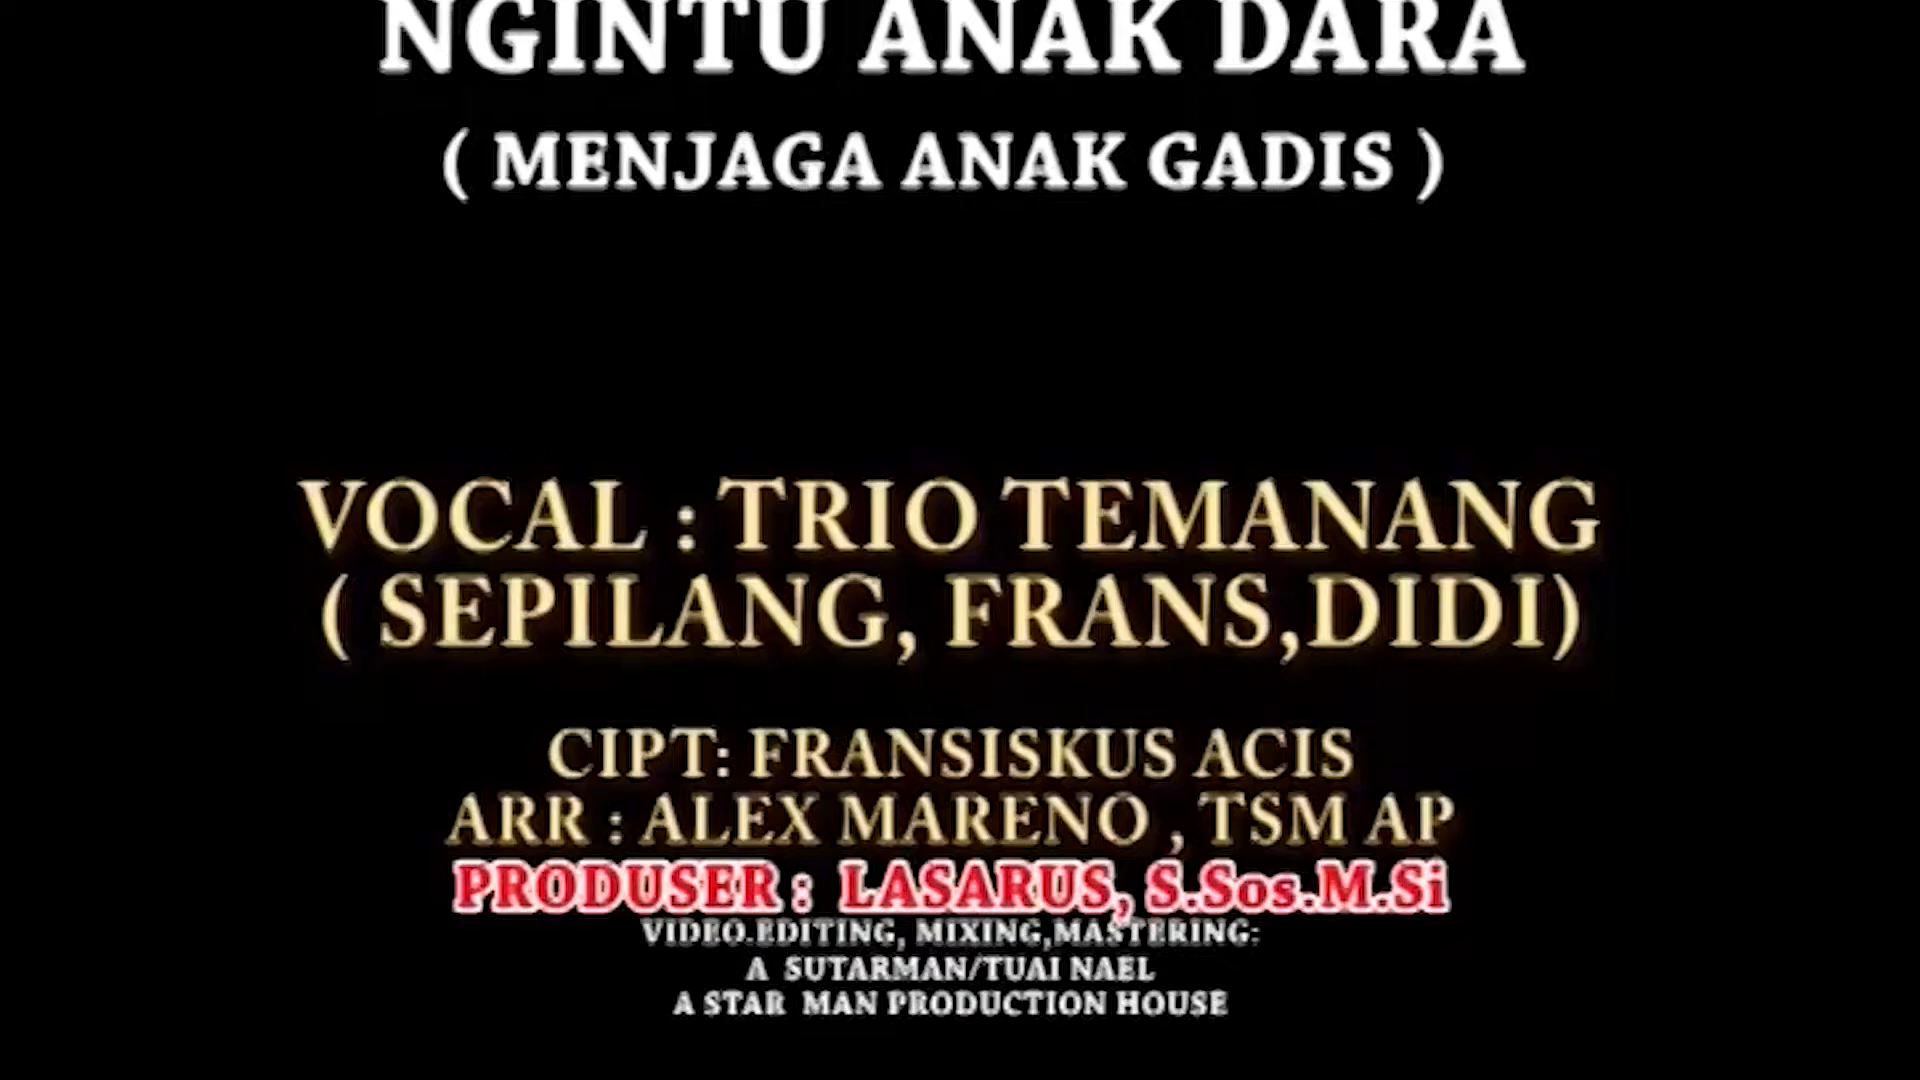 NGINTU ANAK DARA
( MENJAGA ANAK GADIS )
VOCAL : TRIO TEMANANG
( SEPILANG, FRANS,DIDI)
CIPT: FRANSISKUS ACIS
ARR : ALEX MARENO , TSM AP
PRODUSER : LASARUS, S.Sos.M.Si
VIDEO.EDITING, MIXING,MASTERING:
A SUTARMAN/TUAI NAEL
A STAR MAN PRODUCTION HOUSE